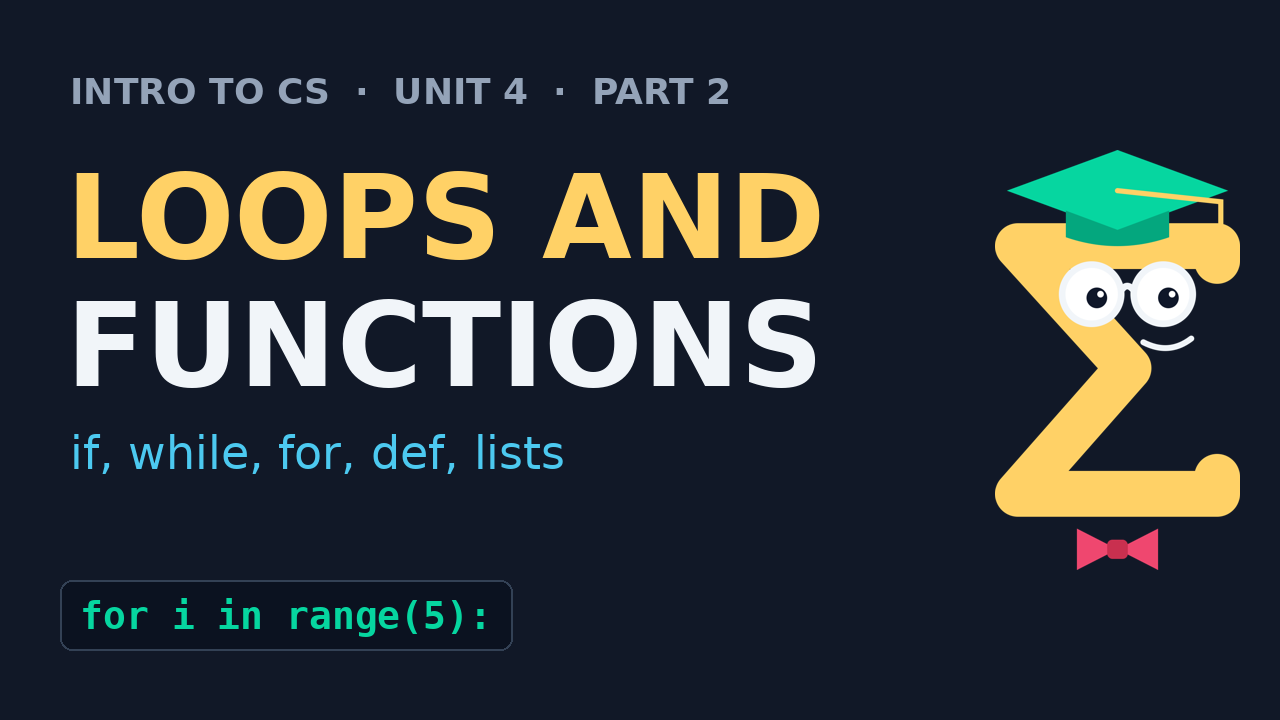 INTRO TO CS · UNIT 4 · PART 2
LOOPS AND
FUNCTIONS
if, while, for, def, lists
for i in range(5):